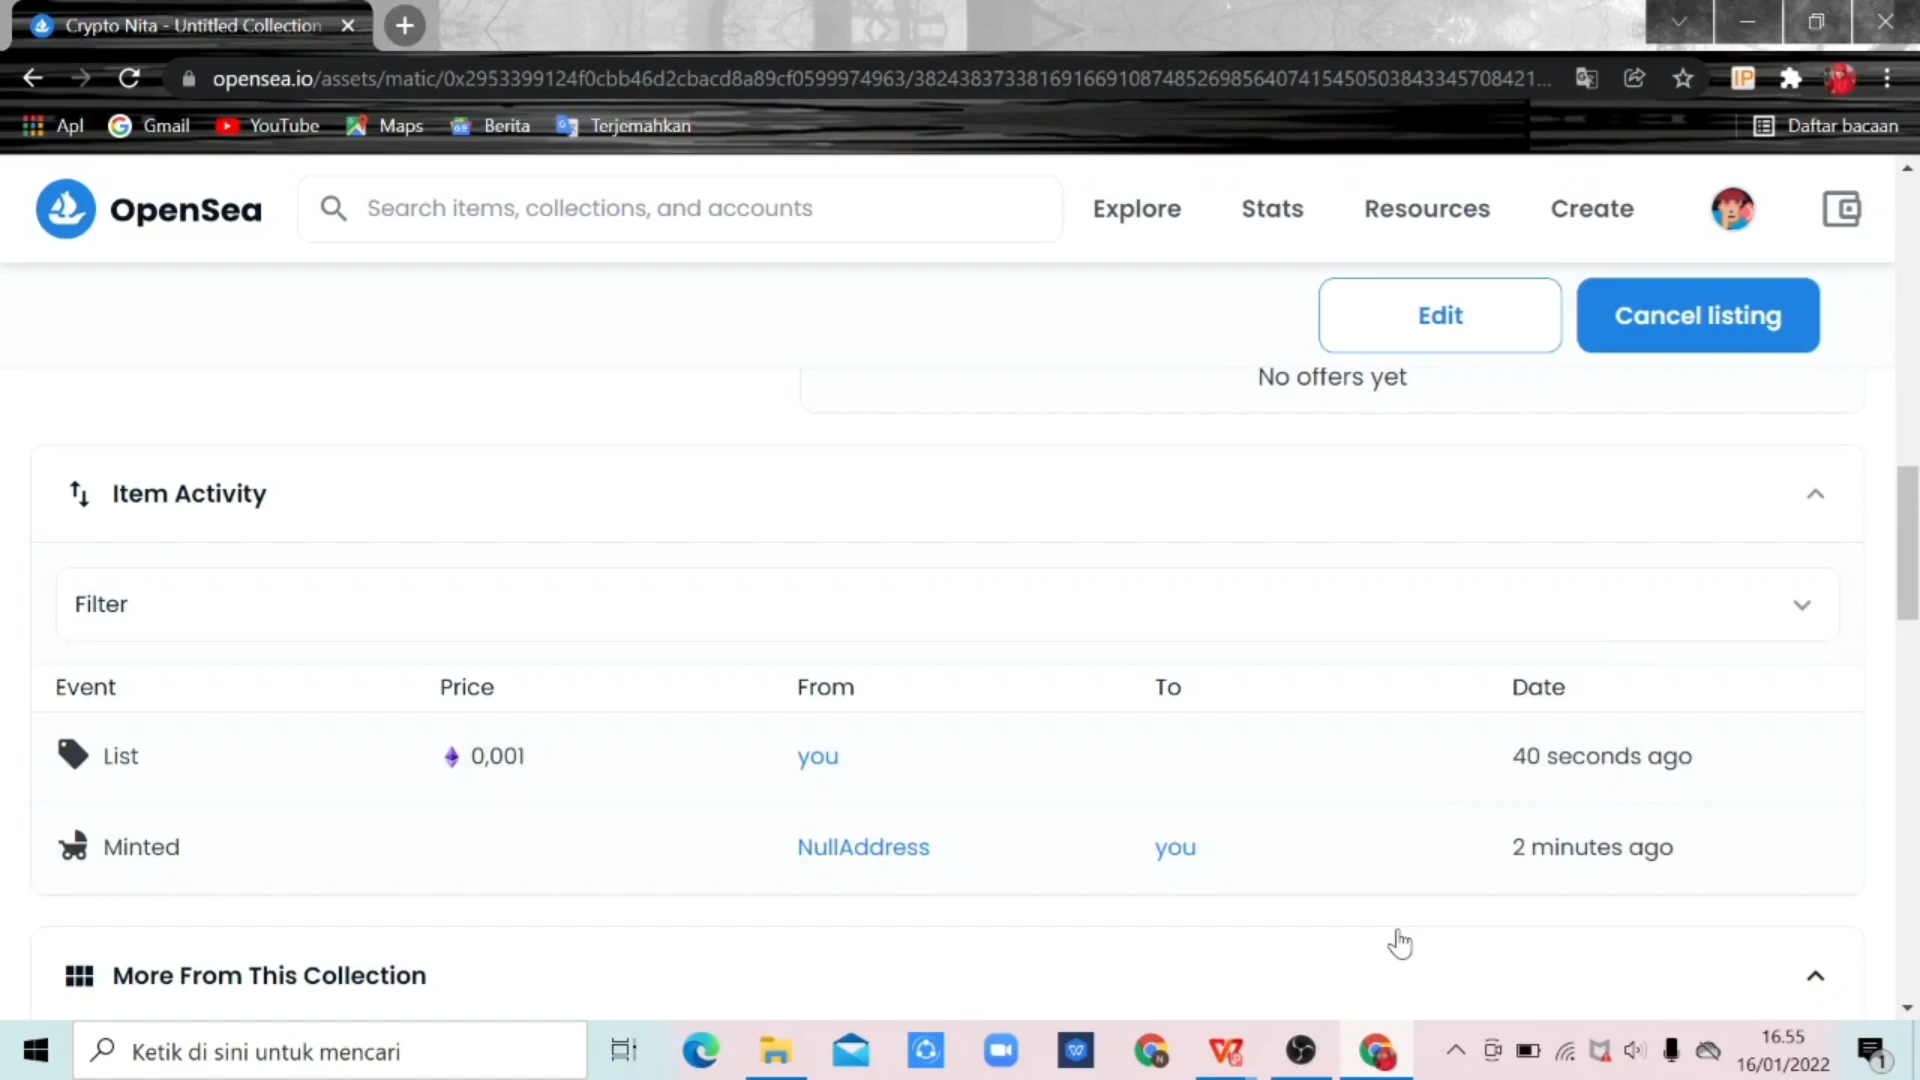 Crypto Nita - Untitled Collection
opensea.io/assets/matic/0x2953399124f0cbb46d2cbacd8a89cf0599974963/3824383733816916691087485269856407415450503843345708421...
IP
Apl Gmail YouTube Maps Berita Terjemahkan Daftar bacaan
OpenSea Search items, collections, and accounts Explore Stats Resources Create
Edit Cancel listing
No offers yet
Item Activity
Filter
Event Price From To Date
List 0,001 you 40 seconds ago
Minted NullAddress you 2 minutes ago
More From This Collection
Ketik di sini untuk mencari
16.55
16/01/2022
1